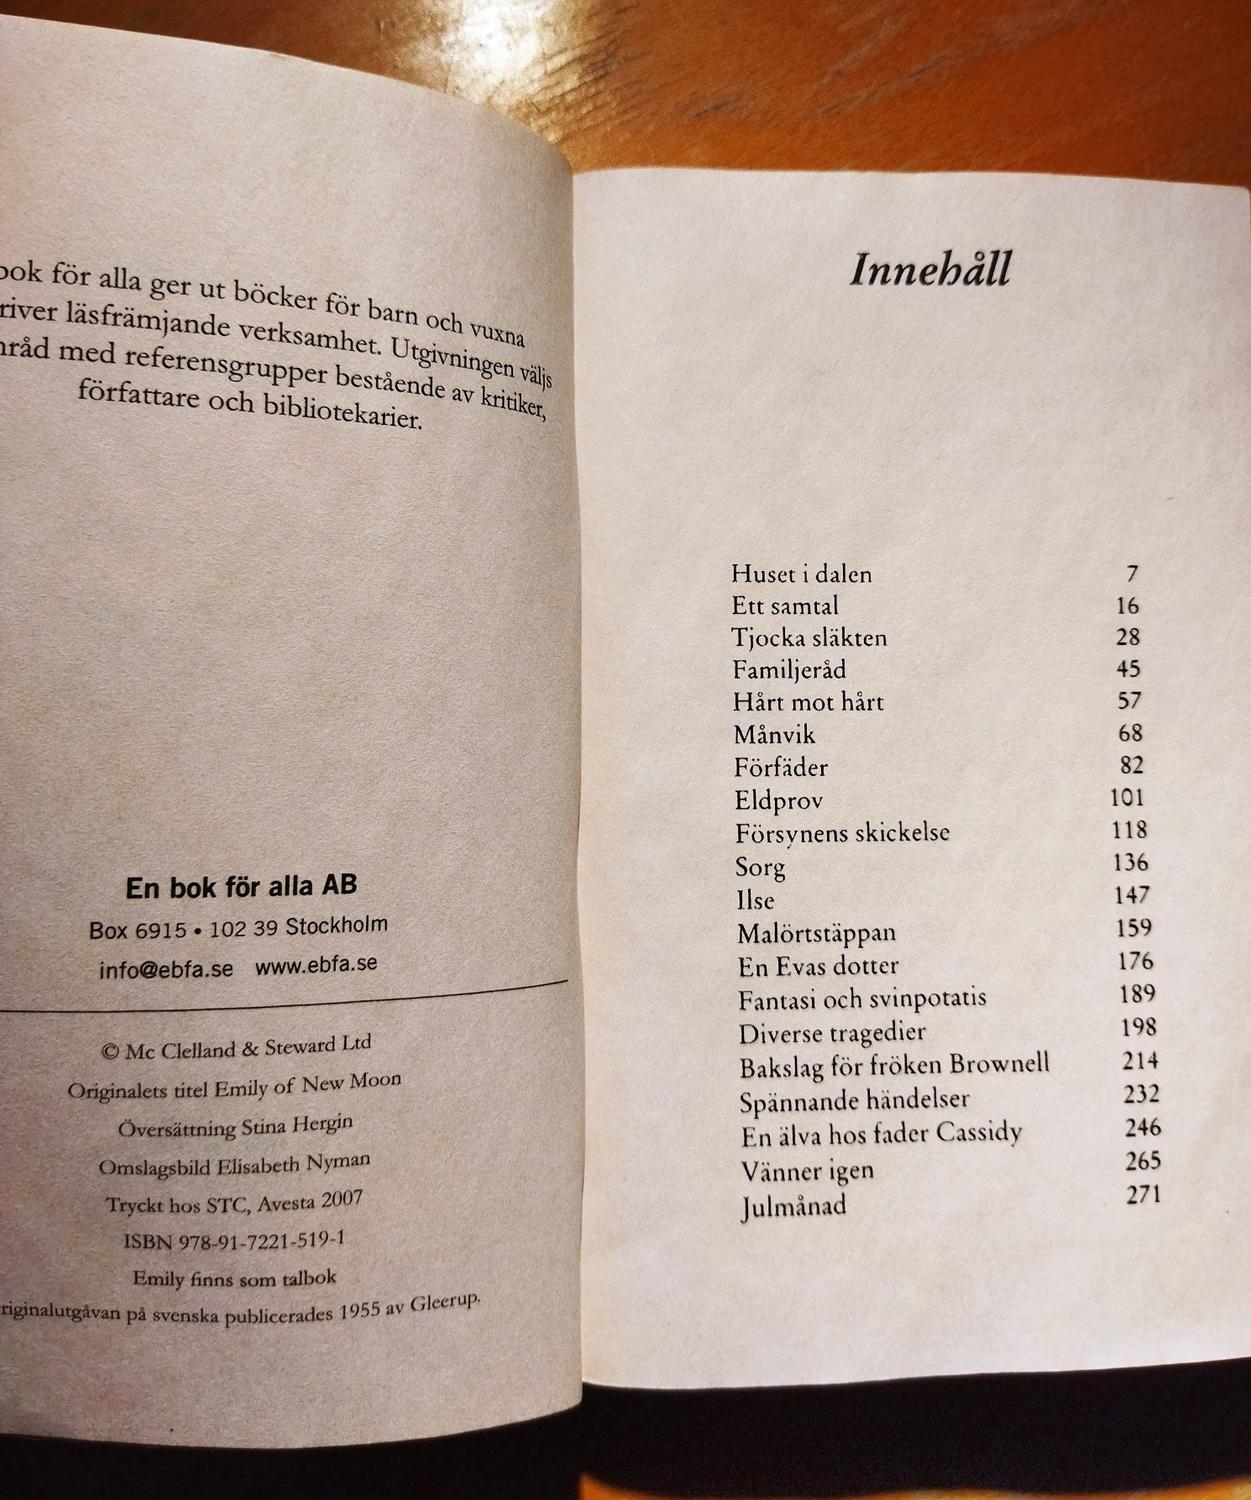 bok för alla ger ut böcker för barn och vuxna
läsfrämjande verksamhet. Utgivningen väljs
med referensgrupper bestående av kritiker,
författare och bibliotekarier.
En bok för alla AB
Box 6915 • 102 39 Stockholm
info@ebfa.se www.ebfa.se
© Mc Clelland & Steward Ltd
Originalets titel Emily of New Moon
Översättning Stina Hergin
Omslagsbild Elisabeth Nyman
Tryckt hos STC, Avesta 2007
ISBN 978-91-7221-519-1
Emily finns som talbok
riginalutgåvan på svenska publicerades 1955 av Gleerup.
Innehåll
Huset i dalen 7
Ett samtal 16
Tjocka släkten 28
Familjeråd 45
Hårt mot hårt 57
Månvik 68
Förfäder 82
Eldprov 101
Försynens skickelse 118
Sorg 136
Ilse 147
Malörtstäppan 159
En Evas dotter 176
Fantasi och svinpotatis 189
Diverse tragedier 198
Bakslag för fröken Brownell 214
Spännande händelser 232
En älva hos fader Cassidy 246
Vänner igen 265
Julmånad 271